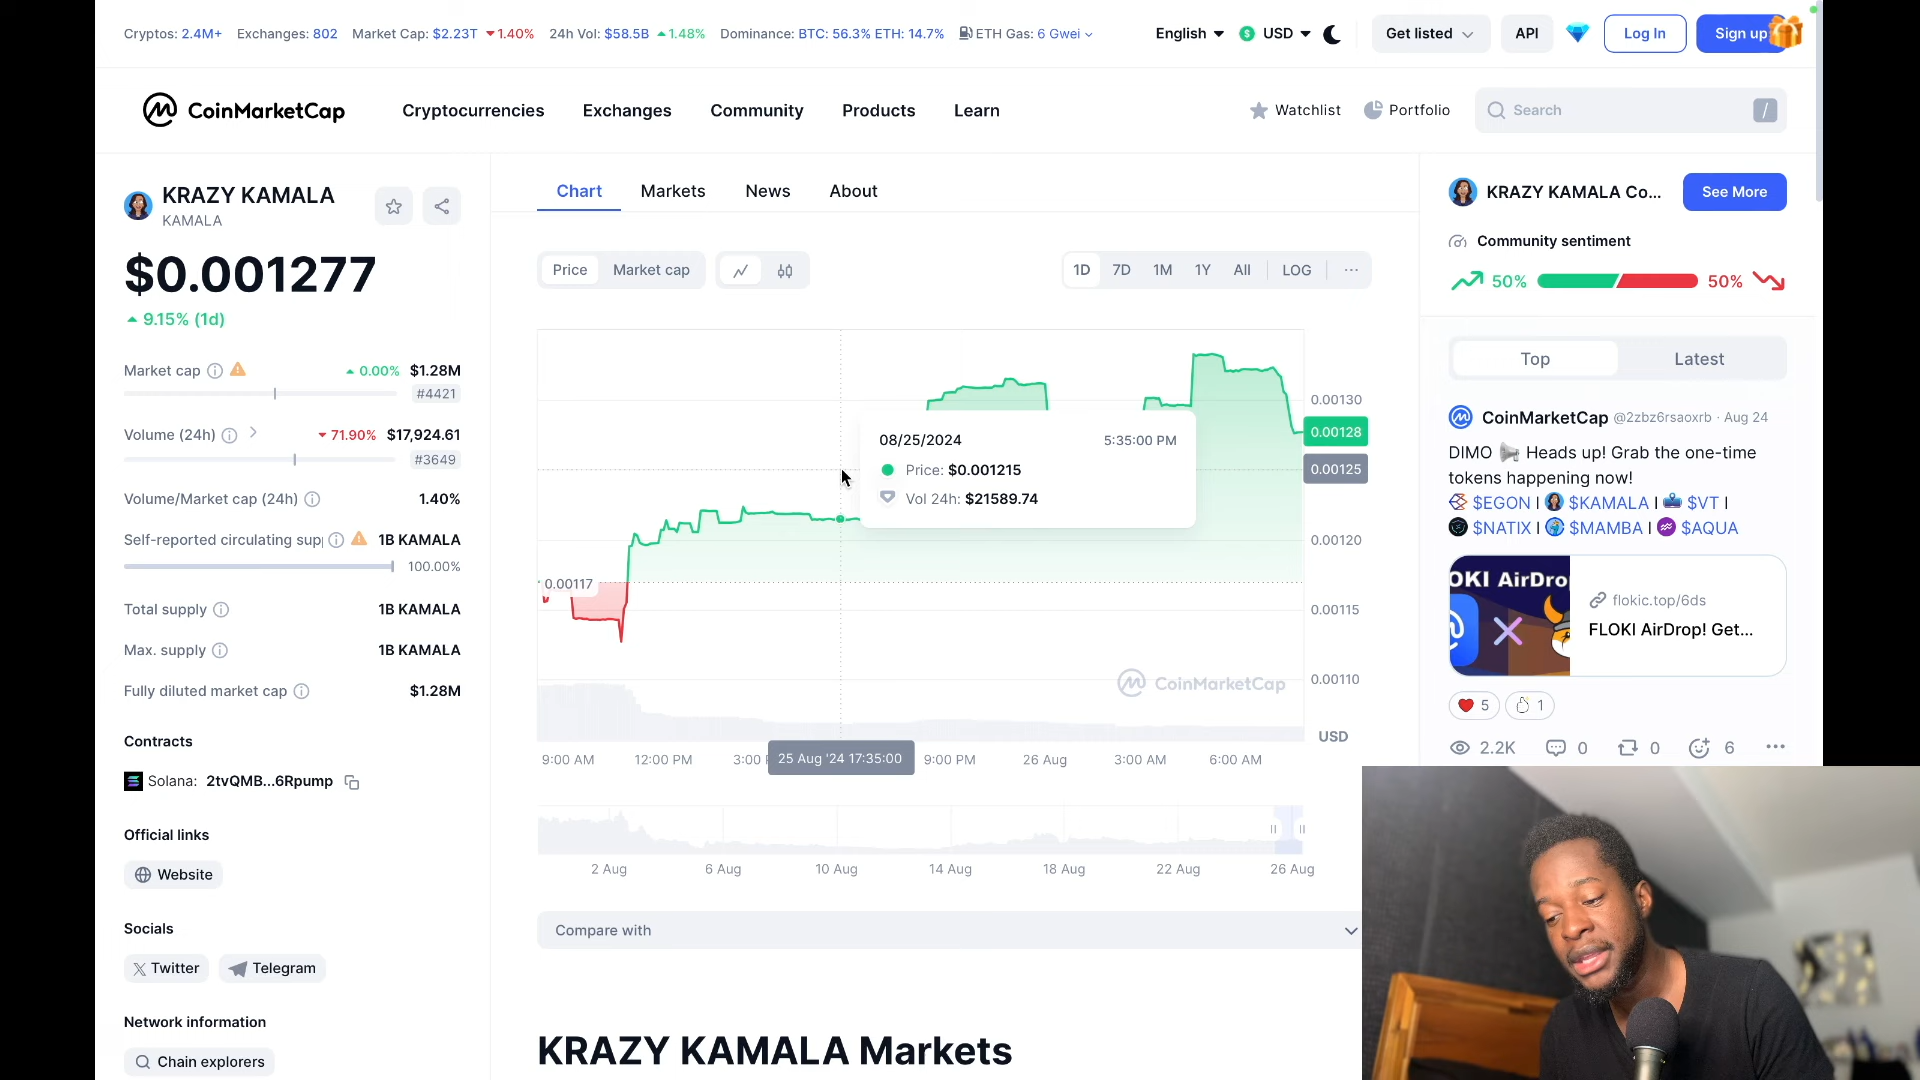 Cryptos: 2.4M+ Exchanges: 802 Market Cap: $2.23T 1.40% 24h Vol: $58.5B 1.48% Dominance: BTC: 56.3% ETH: 14.7% ETH Gas: 6 Gwei English USD Get listed API Log In Sign up
CoinMarketCap Cryptocurrencies Exchanges Community Products Learn Watchlist Portfolio Search /
KRAZY KAMALA
KAMALA
$0.001277
9.15% (1d)
Market cap 0.00% $1.28M
#4421
Volume (24h) 71.90% $17,924.61
#3649
Volume/Market cap (24h) 1.40%
Self-reported circulating sup 1B KAMALA
100.00%
Total supply 1B KAMALA
Max. supply 1B KAMALA
Fully diluted market cap $1.28M
Contracts
Solana: 2tvQMB...6Rpump
Official links
Website
Socials
Twitter Telegram
Network information
Chain explorers
Chart Markets News About
Price Market cap 1D 7D 1M 1Y All LOG ...
0.00130
0.00128
0.00125
0.00120
0.00117
0.00115
0.00110
08/25/2024 5:35:00 PM
Price: $0.001215
Vol 24h: $21589.74
CoinMarketCap
USD
9:00 AM 12:00 PM 3:00 25 Aug '24 17:35:00 9:00 PM 26 Aug 3:00 AM 6:00 AM
2 Aug 6 Aug 10 Aug 14 Aug 18 Aug 22 Aug 26 Aug
Compare with
KRAZY KAMALA Markets
KRAZY KAMALA Co... See More
Community sentiment
50% 50%
Top Latest
CoinMarketCap @2zbz6rsaoxrb · Aug 24
DIMO Heads up! Grab the one-time
tokens happening now!
$EGON | $KAMALA | $VT |
$NATIX | $MAMBA | $AQUA
OKI AirDro
flokic.top/6ds
FLOKI AirDrop! Get...
5 1
2.2K 0 0 6 ...